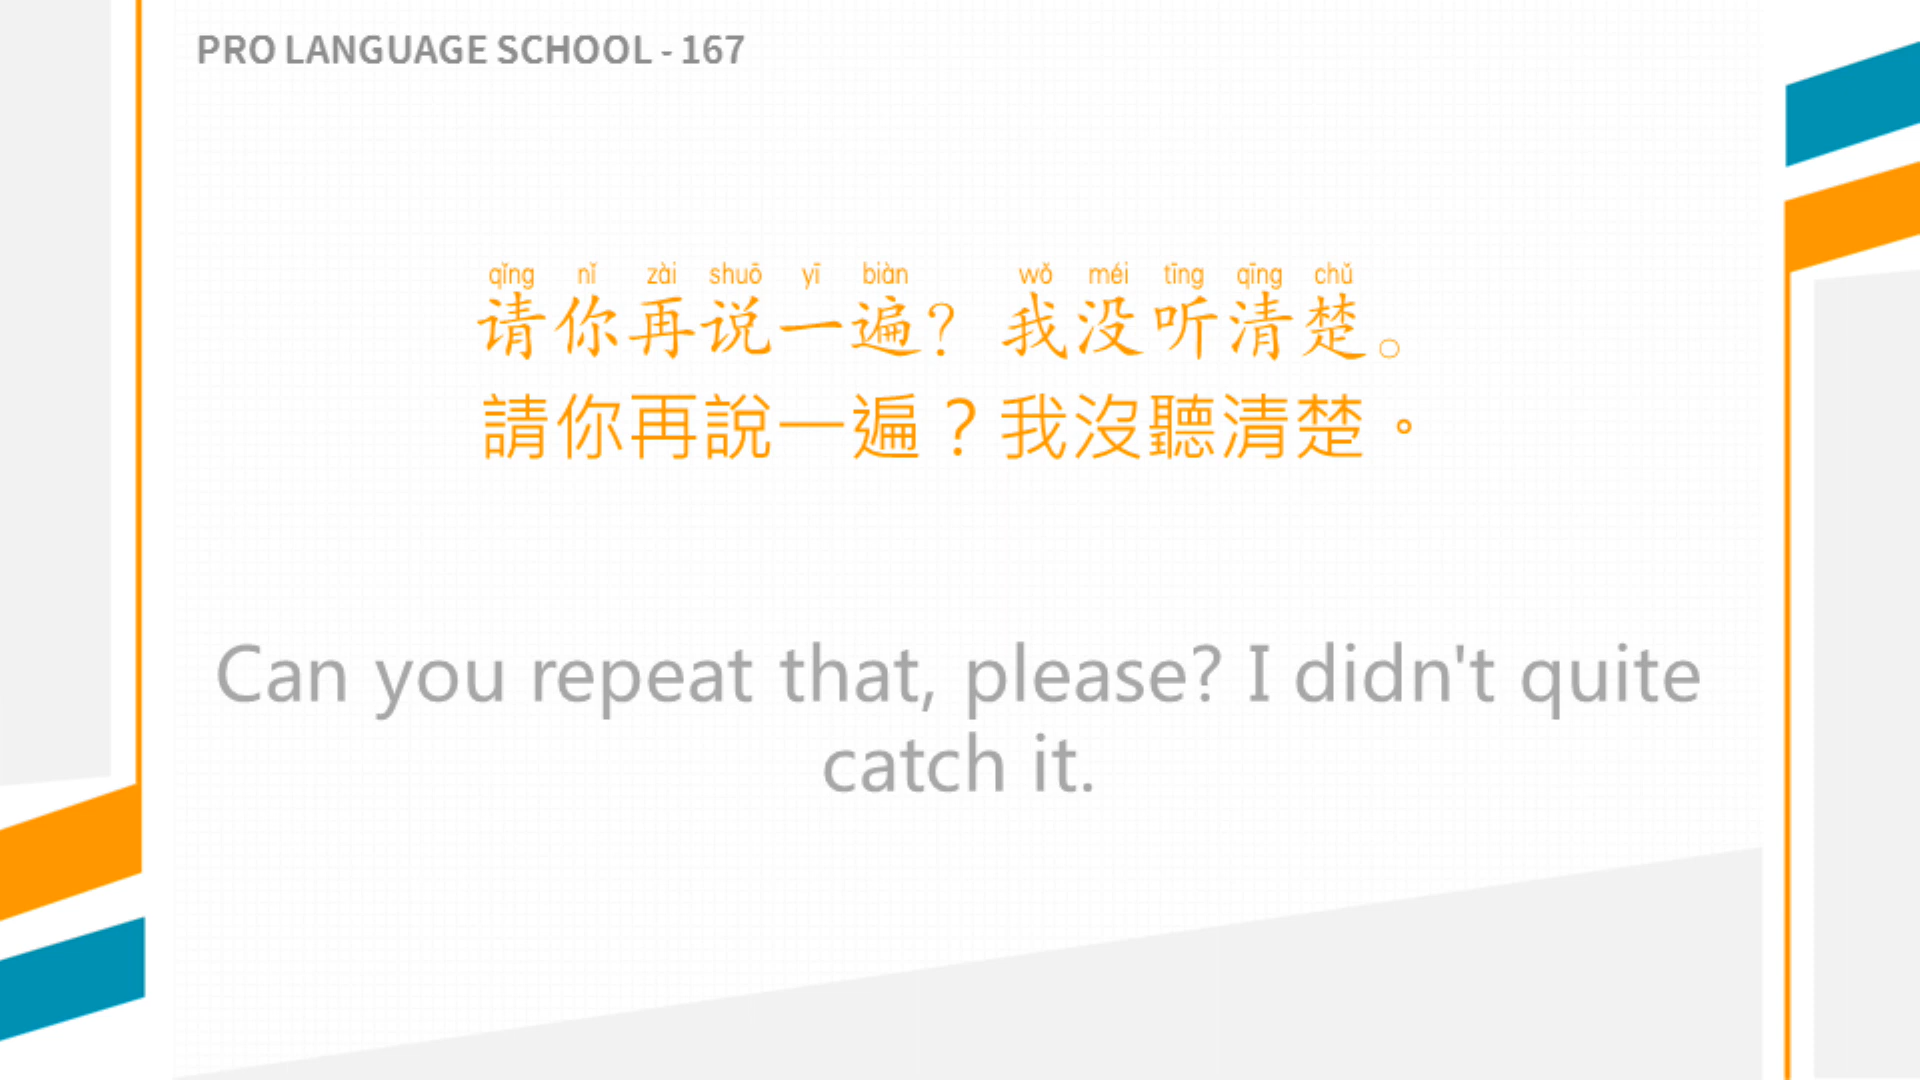 PRO LANGUAGE SCHOOL - 167
qǐng nǐ zài shuō yī biàn wǒ méi tīng qīng chǔ
请你再说一遍？我没听清楚。
請你再說一遍？我沒聽清楚。
Can you repeat that, please? I didn't quite
catch it.